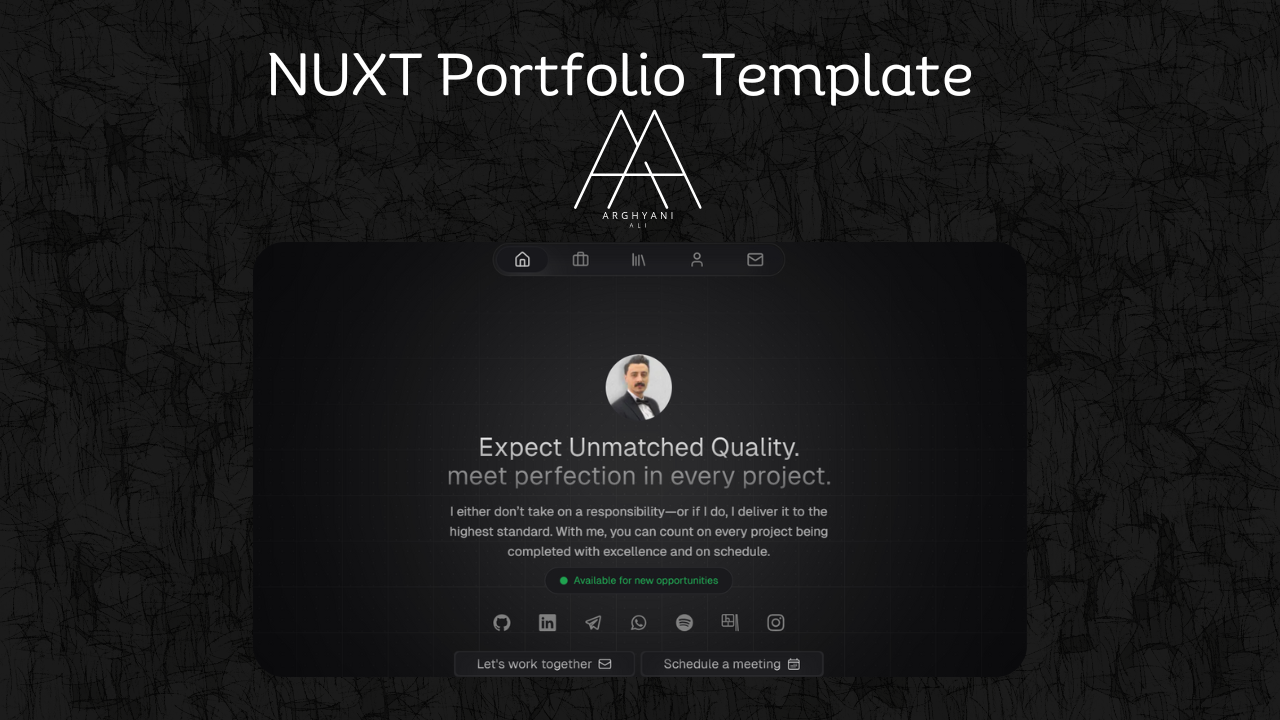 NUXT Portfolio Template
ARGHYANI
ALI
Expect Unmatched Quality.
meet perfection in every project.
I either don't take on a responsibility—or if I do, I deliver it to the
highest standard. With me, you can count on every project being
completed with excellence and on schedule.
Available for new opportunities
Let's work together
Schedule a meeting